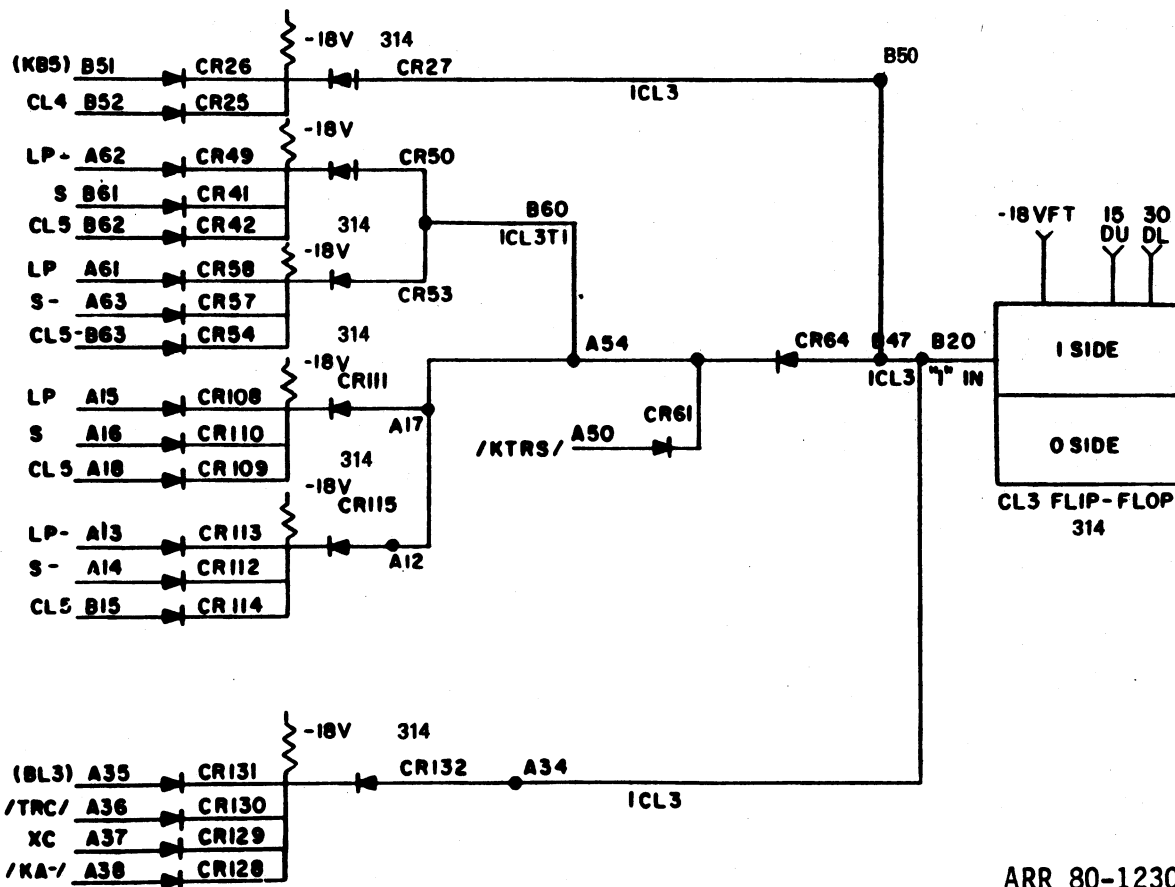 -18V 314
(KB5) B51 CR26 CR27 B50
1CL3
CL4 B52 CR25
-18V
LP- A62 CR49 CR50
S B61 CR41
B60
1CL3T1
CL5 B62 CR42
314
-18V
LP A61 CR58
CR53
S- A63 CR57
CL5- B63 CR54
314
-18V
CR111
LP A15 CR108
A17
S A16 CR110
CL5 A18 CR109
314
-18V
CR115
LP- A13 CR113
A12
S- A14 CR112
CL5 B15 CR114
A54
CR64 B47 B20
1CL3 "1" IN
CR61
/KTRS/ A50
-18VFT 15 DU 30 DL
1 SIDE
0 SIDE
CL3 FLIP-FLOP
314
-18V 314
(BL3) A35 CR131 CR132 A34
1CL3
/TRC/ A36 CR130
XC A37 CR129
/KA-/ A38 CR128
ARR 80-1230